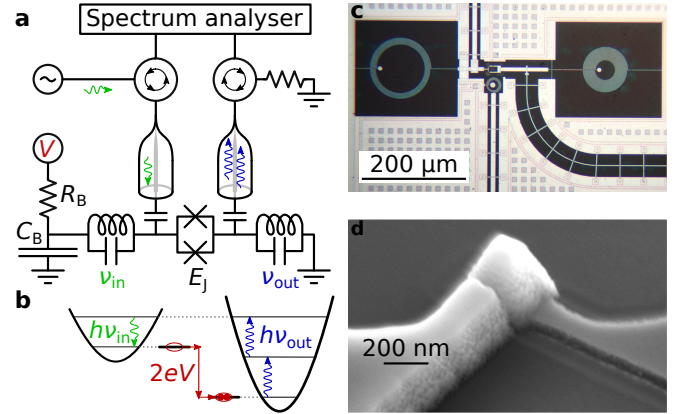 a
Spectrum analyser
V
R_B
C_B
ν_in
E_J
ν_out
b
hν_in
hν_out
2eV
c
200 µm
d
200 nm